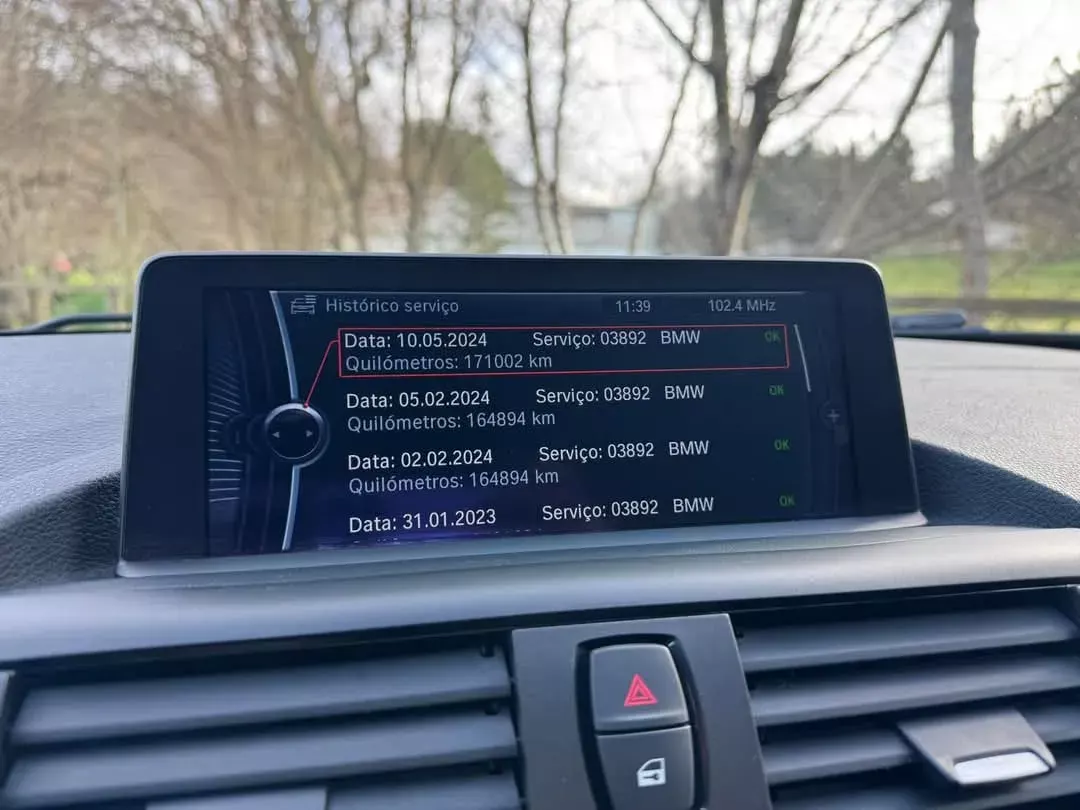 Histórico serviço 11:39 102.4 MHz
Data: 10.05.2024 Serviço: 03892 BMW OK
Quilómetros: 171002 km
Data: 05.02.2024 Serviço: 03892 BMW OK
Quilómetros: 164894 km
Data: 02.02.2024 Serviço: 03892 BMW OK
Quilómetros: 164894 km
Data: 31.01.2023 Serviço: 03892 BMW OK